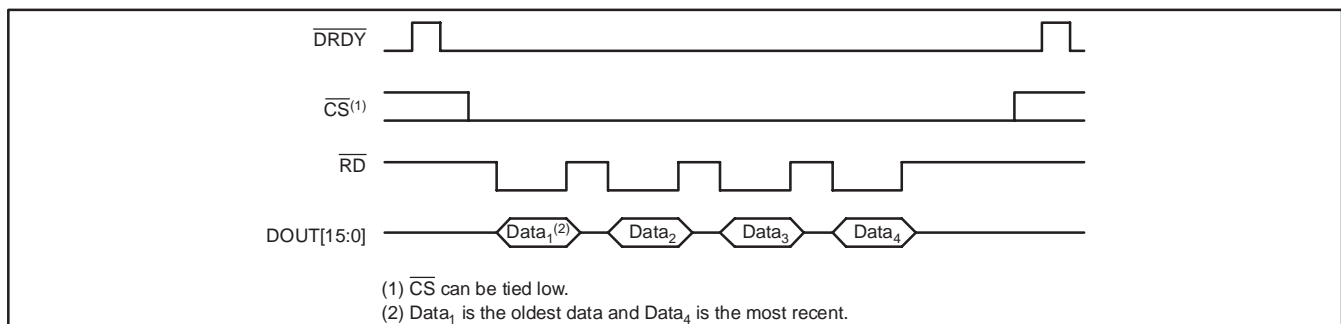 DRDY
CS(1)
RD
DOUT[15:0] Data1(2) Data2 Data3 Data4
(1) CS can be tied low.
(2) Data1 is the oldest data and Data4 is the most recent.